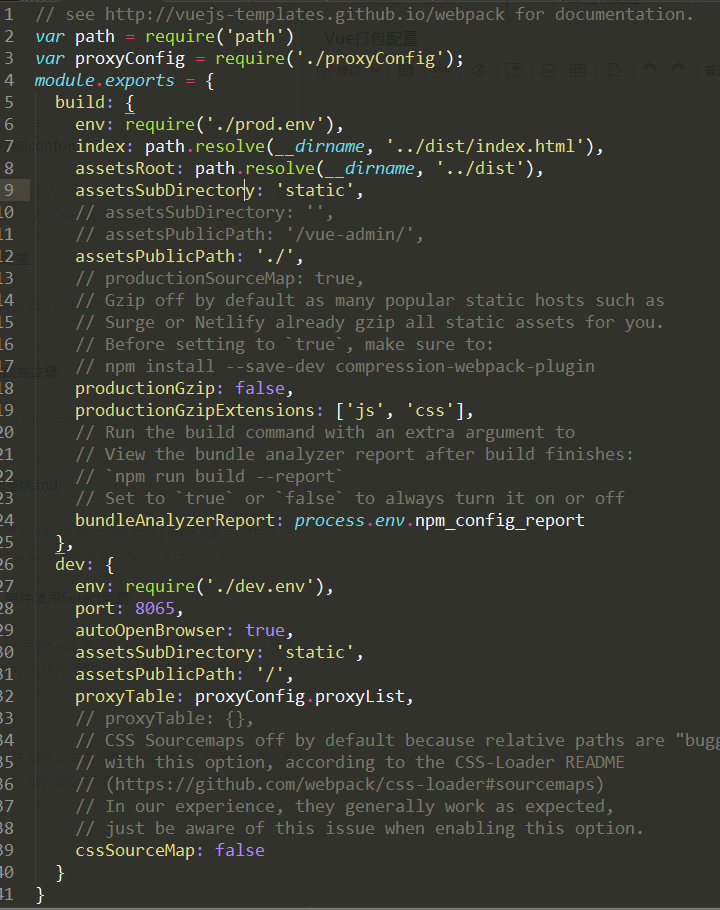 1 // see http://vuejs-templates.github.io/webpack for documentation.
2 var path = require('path')
3 var proxyConfig = require('./proxyConfig');
4 module.exports = {
5 build: {
6 env: require('./prod.env'),
7 index: path.resolve(__dirname, '../dist/index.html'),
8 assetsRoot: path.resolve(__dirname, '../dist'),
9 assetsSubDirectory: 'static',
10 // assetsSubDirectory: '',
11 // assetsPublicPath: '/vue-admin/',
12 assetsPublicPath: './',
13 // productionSourceMap: true,
14 // Gzip off by default as many popular static hosts such as
15 // Surge or Netlify already gzip all static assets for you.
16 // Before setting to `true`, make sure to:
17 // npm install --save-dev compression-webpack-plugin
18 productionGzip: false,
19 productionGzipExtensions: ['js', 'css'],
20 // Run the build command with an extra argument to
21 // View the bundle analyzer report after build finishes:
22 // `npm run build --report`
23 // Set to `true` or `false` to always turn it on or off
24 bundleAnalyzerReport: process.env.npm_config_report
25 },
26 dev: {
27 env: require('./dev.env'),
28 port: 8065,
29 autoOpenBrowser: true,
30 assetsSubDirectory: 'static',
31 assetsPublicPath: '/',
32 proxyTable: proxyConfig.proxyList,
33 // proxyTable: {},
34 // CSS Sourcemaps off by default because relative paths are "bugg
35 // with this option, according to the CSS-Loader README
36 // (https://github.com/webpack/css-loader#sourcemaps)
37 // In our experience, they generally work as expected,
38 // just be aware of this issue when enabling this option.
39 cssSourceMap: false
40 }
41 }
Vue打包配置